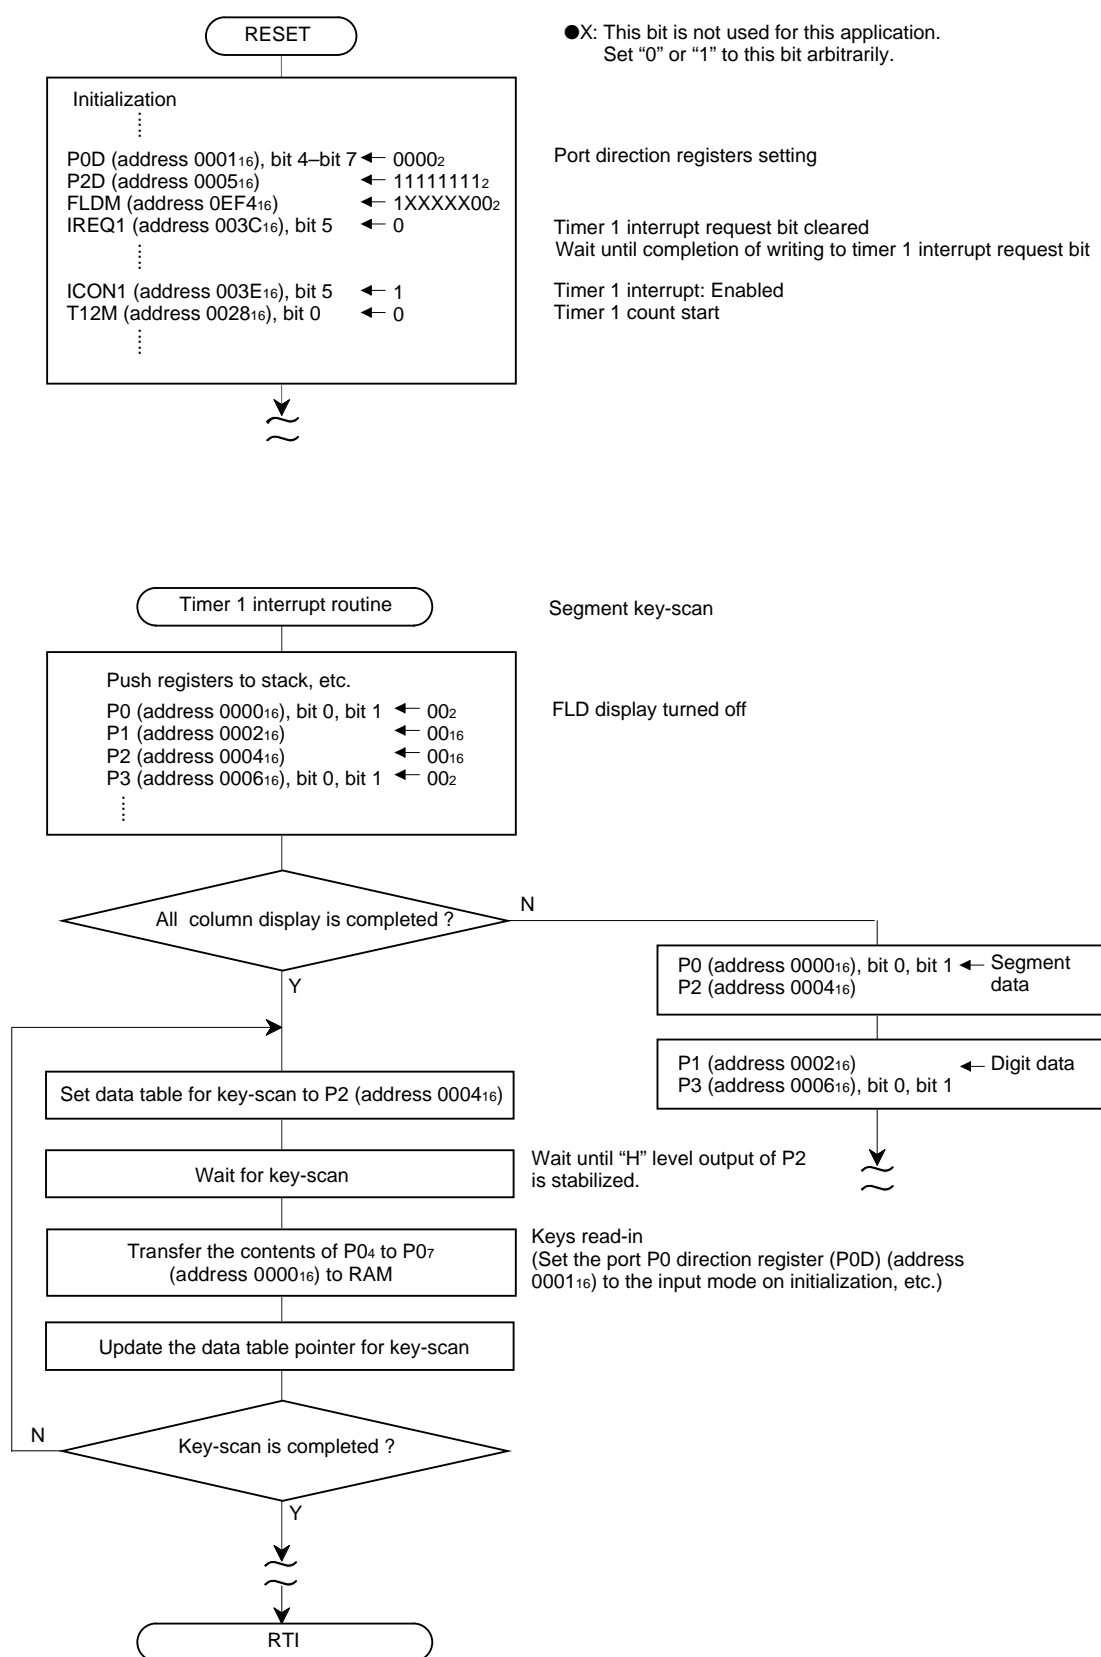 RESET
●X: This bit is not used for this application.
Set “0” or “1” to this bit arbitrarily.
Initialization
P0D (address 0001₁₆), bit 4–bit 7 ← 0000₂
Port direction registers setting
P2D (address 0005₁₆) ← 11111111₂
FLDM (address 0EF4₁₆) ← 1XXXXX00₂
IREQ1 (address 003C₁₆), bit 5 ← 0
Timer 1 interrupt request bit cleared
Wait until completion of writing to timer 1 interrupt request bit
ICON1 (address 003E₁₆), bit 5 ← 1
Timer 1 interrupt: Enabled
T12M (address 0028₁₆), bit 0 ← 0
Timer 1 count start
Timer 1 interrupt routine
Segment key-scan
Push registers to stack, etc.
P0 (address 0000₁₆), bit 0, bit 1 ← 00₂
FLD display turned off
P1 (address 0002₁₆) ← 00₁₆
P2 (address 0004₁₆) ← 00₁₆
P3 (address 0006₁₆), bit 0, bit 1 ← 00₂
All column display is completed ?
N
Y
P0 (address 0000₁₆), bit 0, bit 1 ← Segment
P2 (address 0004₁₆) data
P1 (address 0002₁₆) ← Digit data
P3 (address 0006₁₆), bit 0, bit 1
Set data table for key-scan to P2 (address 0004₁₆)
Wait for key-scan
Wait until “H” level output of P2
is stabilized.
Transfer the contents of P0₄ to P0₇
(address 0000₁₆) to RAM
Keys read-in
(Set the port P0 direction register (P0D) (address
0001₁₆) to the input mode on initialization, etc.)
Update the data table pointer for key-scan
N
Key-scan is completed ?
Y
RTI